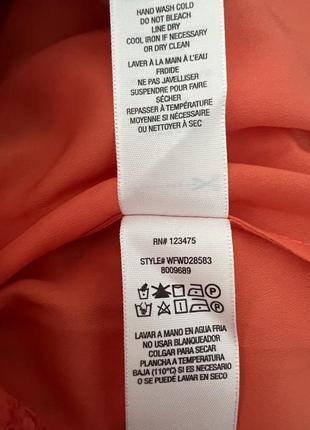 HAND WASH COLD
DO NOT BLEACH
LINE DRY
COOL IRON IF NECESSARY
OR DRY CLEAN
LAVER À LA MAIN À L'EAU
FROIDE
NE PAS JAVELLISER
SUSPENDRE POUR FAIRE
SÉCHER
REPASSER À TEMPÉRATURE
MOYENNE SI NÉCESSAIRE
OU NETTOYER À SEC
RN# 123475
STYLE# WFWD28583
8009689
LAVAR A MANO EN AGUA FRIA
NO USAR BLANQUEADOR
COLGAR PARA SECAR
PLANCHA A TEMPERATURA
BAJA (110°C) SI ES NECESARIO
O SE PUEDE LAVAR EN SECO